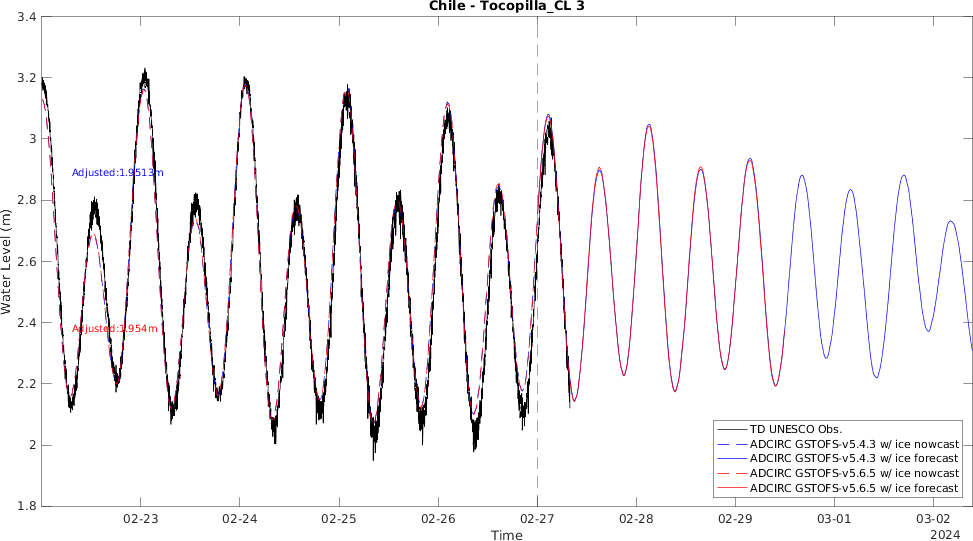 Chile - Tocopilla_CL 3
Water Level (m)
3.4
3.2
3
2.8
2.6
2.4
2.2
2
1.8
Adjusted:1.9513m
Adjusted:1.954m
TD UNESCO Obs.
ADCIRC GSTOFS-v5.4.3 w/ ice nowcast
ADCIRC GSTOFS-v5.4.3 w/ ice forecast
ADCIRC GSTOFS-v5.6.5 w/ ice nowcast
ADCIRC GSTOFS-v5.6.5 w/ ice forecast
02-23 02-24 02-25 02-26 02-27 02-28 02-29 03-01 03-02
2024
Time